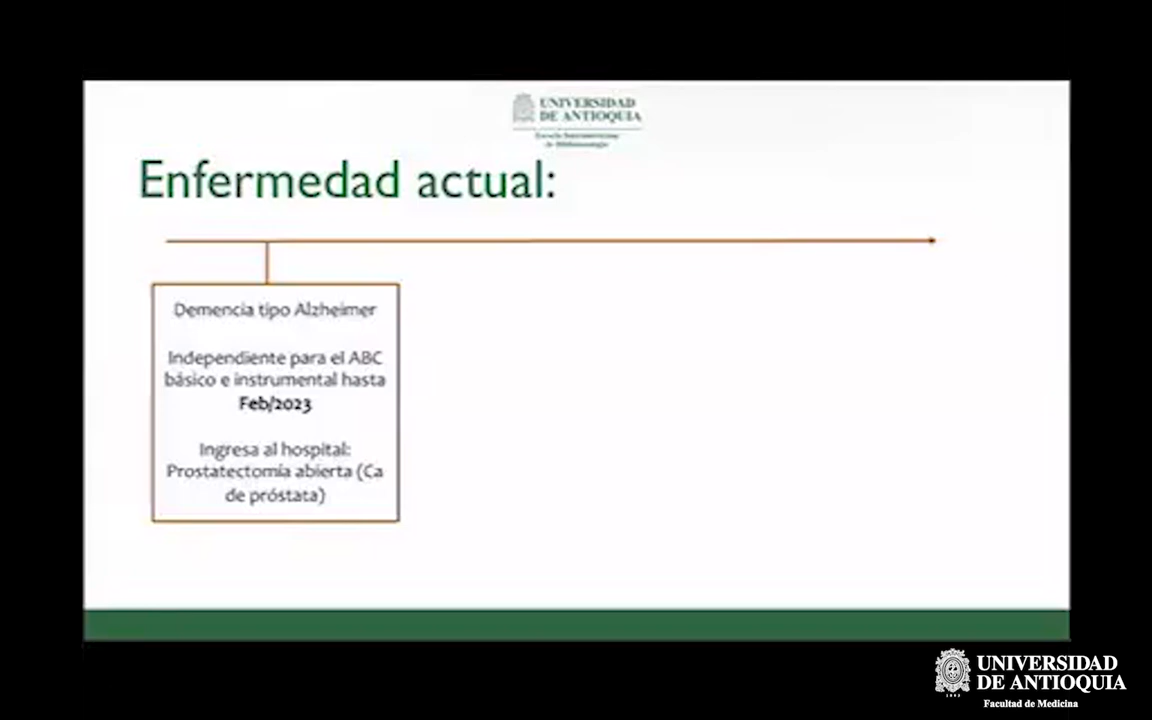 UNIVERSIDAD
DE ANTIOQUIA
Enfermedad actual:
Demencia tipo Alzheimer
Independiente para el ABC
básico e instrumental hasta
Feb/2023
Ingresa al hospital:
Prostatectomía abierta (Ca
de próstata)
UNIVERSIDAD
DE ANTIOQUIA
1803
Facultad de Medicina